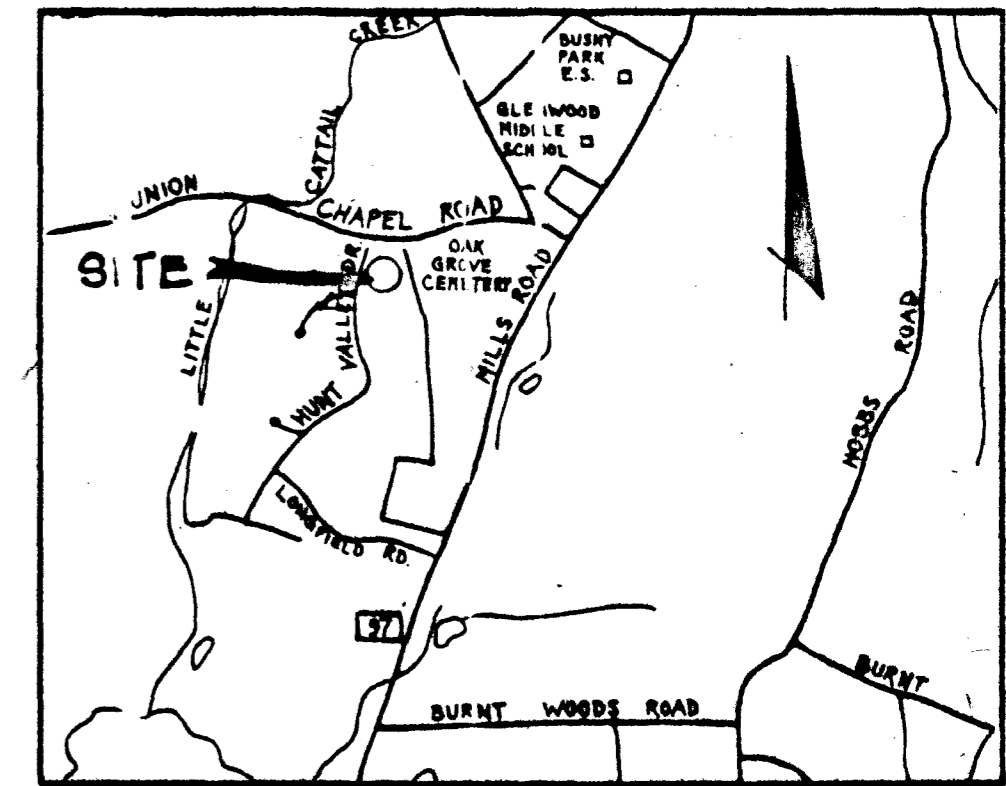 CREEK
BUSHY
PARK
E.S.
GLENWOOD
MIDDLE
SCHOOL
CATTAIL
UNION
CHAPEL ROAD
OAK
GROVE
CEMETERY
SITE
HUNT VALLEY DR.
LITTLE
MILLS ROAD
HOBBS ROAD
LONGFIELD RD.
97
BURNT WOODS ROAD
BURNT